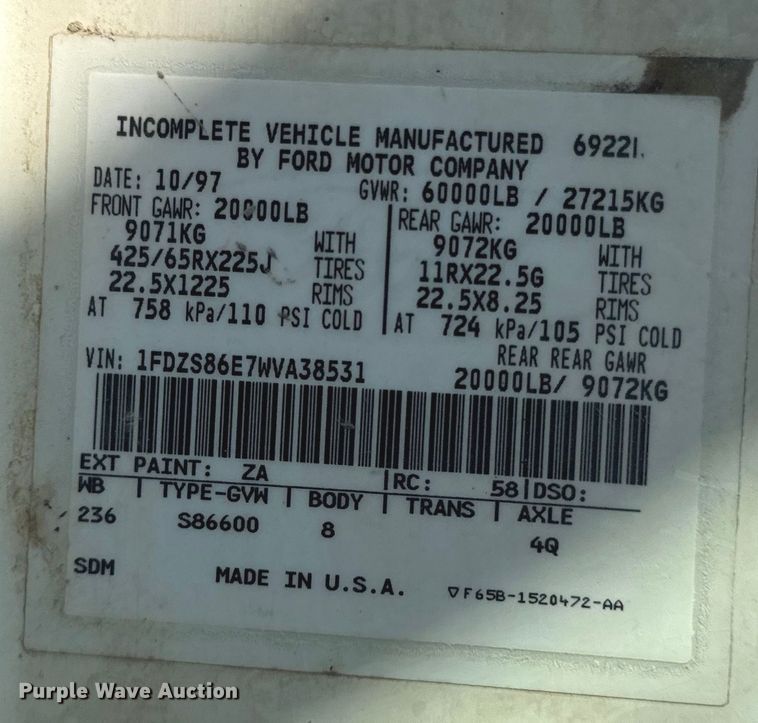 INCOMPLETE VEHICLE MANUFACTURED 69221
BY FORD MOTOR COMPANY
DATE: 10/97
GVWR: 60000LB / 27215KG
FRONT GAWR: 20000LB
9071KG WITH
425/65RX225J TIRES
22.5X1225 RIMS
AT 758 kPa/110 PSI COLD
REAR GAWR: 20000LB
9072KG WITH
11RX22.5G TIRES
22.5X8.25 RIMS
AT 724 kPa/105 PSI COLD
VIN: 1FDZS86E7WVA38531
REAR REAR GAWR
20000LB/ 9072KG
EXT PAINT: ZA |RC: 58|DSO:
WB | TYPE-GVW | BODY | TRANS | AXLE
236 S86600 8 4Q
SDM MADE IN U.S.A. ▽F65B-1520472-AA
Purple Wave Auction